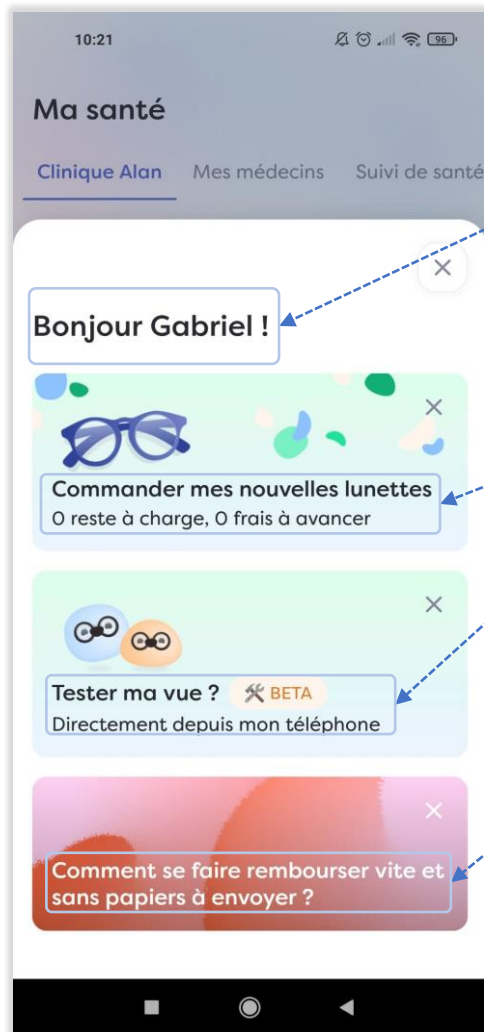 10:21
96
Ma santé
Clinique Alan Mes médecins Suivi de santé
Bonjour Gabriel !
Commander mes nouvelles lunettes
0 reste à charge, 0 frais à avancer
Tester ma vue ? BETA
Directement depuis mon téléphone
Comment se faire rembourser vite et
sans papiers à envoyer ?